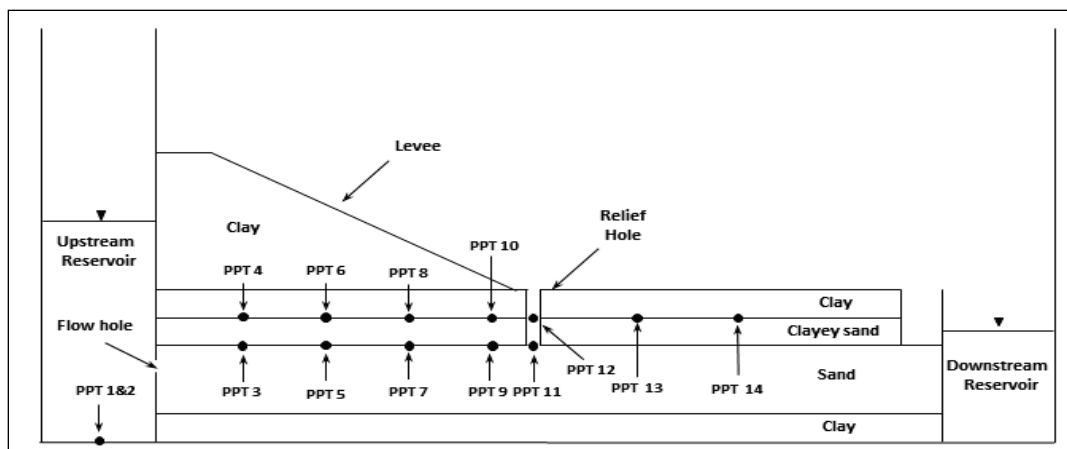 Levee
Relief
Hole
Clay
Upstream
Reservoir
PPT 10
PPT 4
PPT 6
PPT 8
Clay
Flow hole
Clayey sand
PPT 12
Sand
Downstream
Reservoir
PPT 1&2
PPT 3
PPT 5
PPT 7
PPT 9
PPT 11
PPT 13
PPT 14
Clay